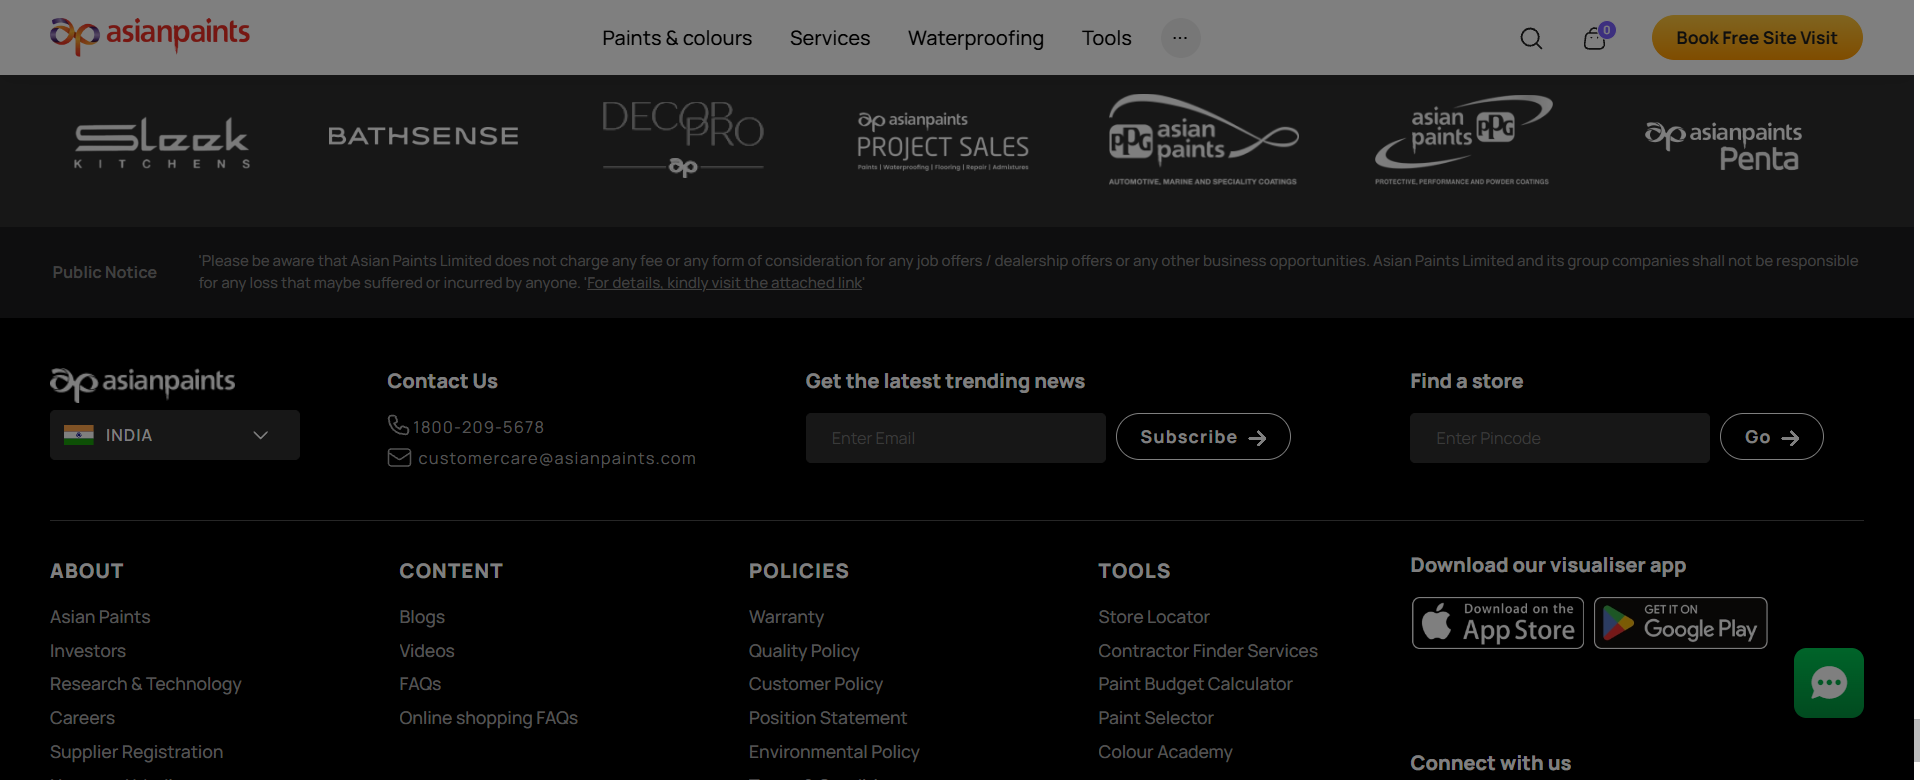 asianpaints
Paints & colours
Services
Waterproofing
Tools
...
0
Book Free Site Visit
Sleek
KITCHENS
BATHSENSE
DECOR
PRO
ap
ap asianpaints
PROJECT SALES
Paints | Waterproofing | Flooring | Repair | Admixtures
PPG asian
paints
AUTOMOTIVE, MARINE AND SPECIALITY COATINGS
asian
paints PPG
PROTECTIVE, PERFORMANCE AND POWDER COATINGS
ap asianpaints
Penta
Public Notice
'Please be aware that Asian Paints Limited does not charge any fee or any form of consideration for any job offers / dealership offers or any other business opportunities. Asian Paints Limited and its group companies shall not be responsible
for any loss that maybe suffered or incurred by anyone. 'For details, kindly visit the attached link'
ap asianpaints
INDIA
Contact Us
1800-209-5678
customercare@asianpaints.com
Get the latest trending news
Enter Email
Subscribe →
Find a store
Enter Pincode
Go →
ABOUT
Asian Paints
Investors
Research & Technology
Careers
Supplier Registration
CONTENT
Blogs
Videos
FAQs
Online shopping FAQs
POLICIES
Warranty
Quality Policy
Customer Policy
Position Statement
Environmental Policy
TOOLS
Store Locator
Contractor Finder Services
Paint Budget Calculator
Paint Selector
Colour Academy
Download our visualiser app
Download on the
App Store
GET IT ON
Google Play
Connect with us